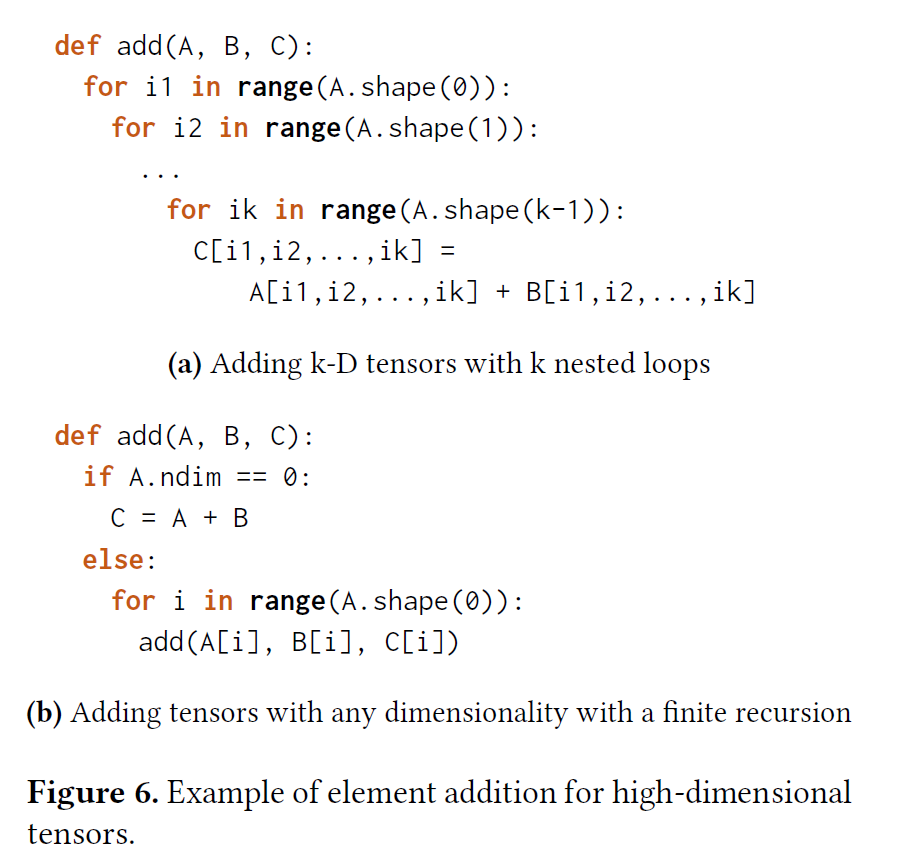 def add(A, B, C):
  for i1 in range(A.shape(0)):
    for i2 in range(A.shape(1)):
      ...
        for ik in range(A.shape(k-1)):
          C[i1,i2,...,ik] =
              A[i1,i2,...,ik] + B[i1,i2,...,ik]
(a) Adding k-D tensors with k nested loops
def add(A, B, C):
  if A.ndim == 0:
    C = A + B
  else:
    for i in range(A.shape(0)):
      add(A[i], B[i], C[i])
(b) Adding tensors with any dimensionality with a finite recursion
Figure 6. Example of element addition for high-dimensional
tensors.